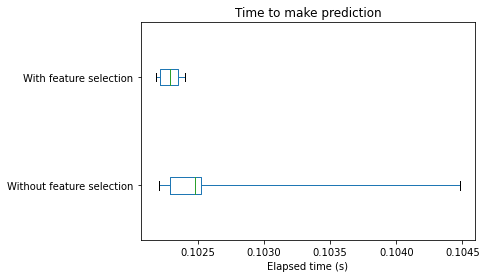 Time to make prediction
With feature selection
Without feature selection
0.1025 0.1030 0.1035 0.1040 0.1045
Elapsed time (s)